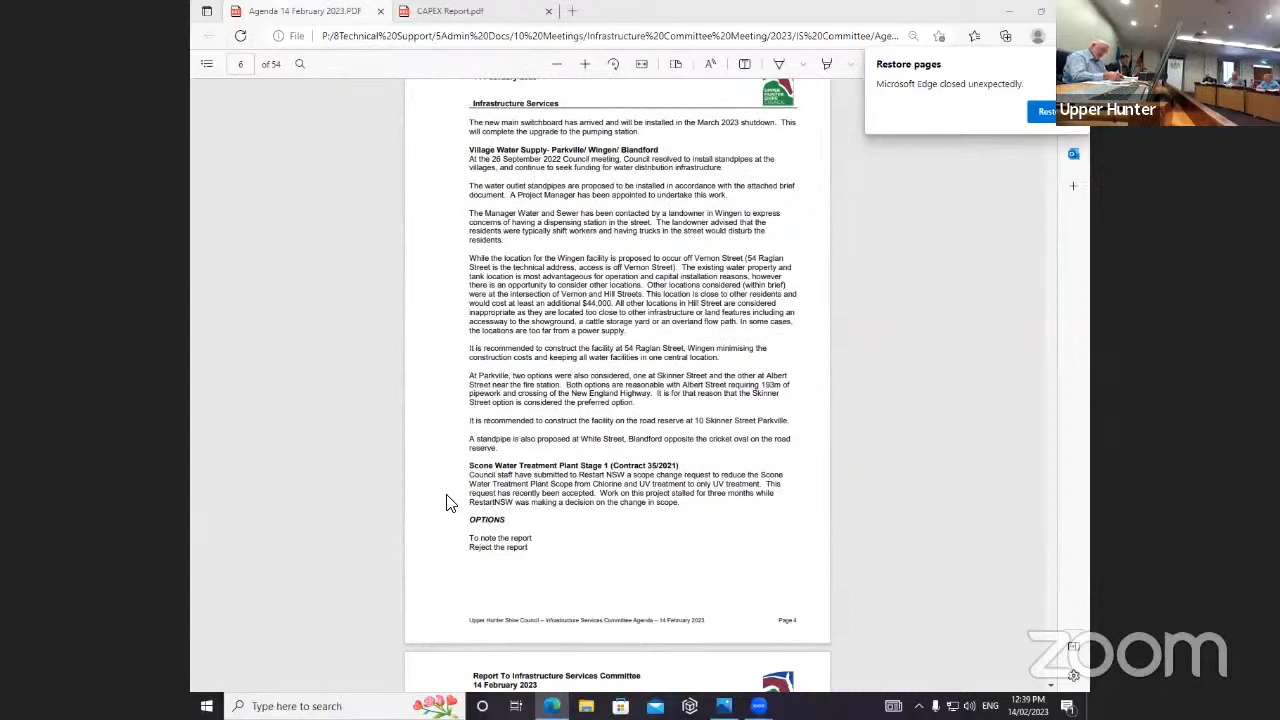 Agenda 14 February 2023.PDF
CAPEX Report.pdf
File
P:/8Technical%20Support/5Admin%20Docs/10%20Meetings/Infrastructure%20Committee%20Meeting/2023/IS%20Committee/Age...
6 of 54
Restore pages
Microsoft Edge closed unexpectedly.
Upper Hunter
UPPER
HUNTER
SHIRE
COUNCIL
Infrastructure Services
The new main switchboard has arrived and will be installed in the March 2023 shutdown. This
will complete the upgrade to the pumping station.
Village Water Supply- Parkville/ Wingen/ Blandford
At the 26 September 2022 Council meeting, Council resolved to install standpipes at the
villages, and continue to seek funding for water distribution infrastructure.
The water outlet standpipes are proposed to be installed in accordance with the attached brief
document. A Project Manager has been appointed to undertake this work.
The Manager Water and Sewer has been contacted by a landowner in Wingen to express
concerns of having a dispensing station in the street. The landowner advised that the
residents were typically shift workers and having trucks in the street would disturb the
residents.
While the location for the Wingen facility is proposed to occur off Vernon Street (54 Raglan
Street is the technical address, access is off Vernon Street). The existing water property and
tank location is most advantageous for operation and capital installation reasons, however
there is an opportunity to consider other locations. Other locations considered (within brief)
were at the intersection of Vernon and Hill Streets. This location is close to other residents and
would cost at least an additional $44,000. All other locations in Hill Street are considered
inappropriate as they are located too close to other infrastructure or land features including an
accessway to the showground, a cattle storage yard or an overland flow path. In some cases,
the locations are too far from a power supply.
It is recommended to construct the facility at 54 Raglan Street, Wingen minimising the
construction costs and keeping all water facilities in one central location.
At Parkville, two options were also considered, one at Skinner Street and the other at Albert
Street near the fire station. Both options are reasonable with Albert Street requiring 193m of
pipework and crossing of the New England Highway. It is for that reason that the Skinner
Street option is considered the preferred option.
It is recommended to construct the facility on the road reserve at 10 Skinner Street Parkville.
A standpipe is also proposed at White Street, Blandford opposite the cricket oval on the road
reserve.
Scone Water Treatment Plant Stage 1 (Contract 35/2021)
Council staff have submitted to Restart NSW a scope change request to reduce the Scone
Water Treatment Plant Scope from Chlorine and UV treatment to only UV treatment. This
request has recently been accepted. Work on this project stalled for three months while
RestartNSW was making a decision on the change in scope.
OPTIONS
To note the report
Reject the report
Upper Hunter Shire Council – Infrastructure Services Committee Agenda – 14 February 2023 Page 4
Report To Infrastructure Services Committee
14 February 2023
zoom
Type here to search
ENG
12:39 PM
14/02/2023